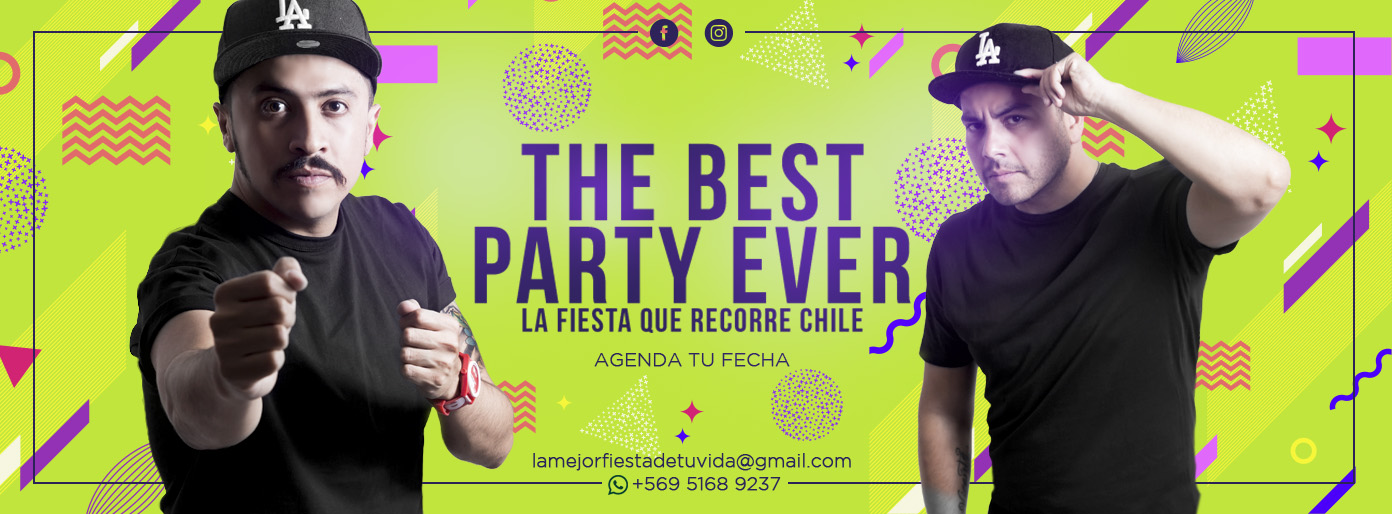 LA
LA
THE BEST
PARTY EVER
LA FIESTA QUE RECORRE CHILE
AGENDA TU FECHA
lamejorfiestadetuvida@gmail.com
+569 5168 9237